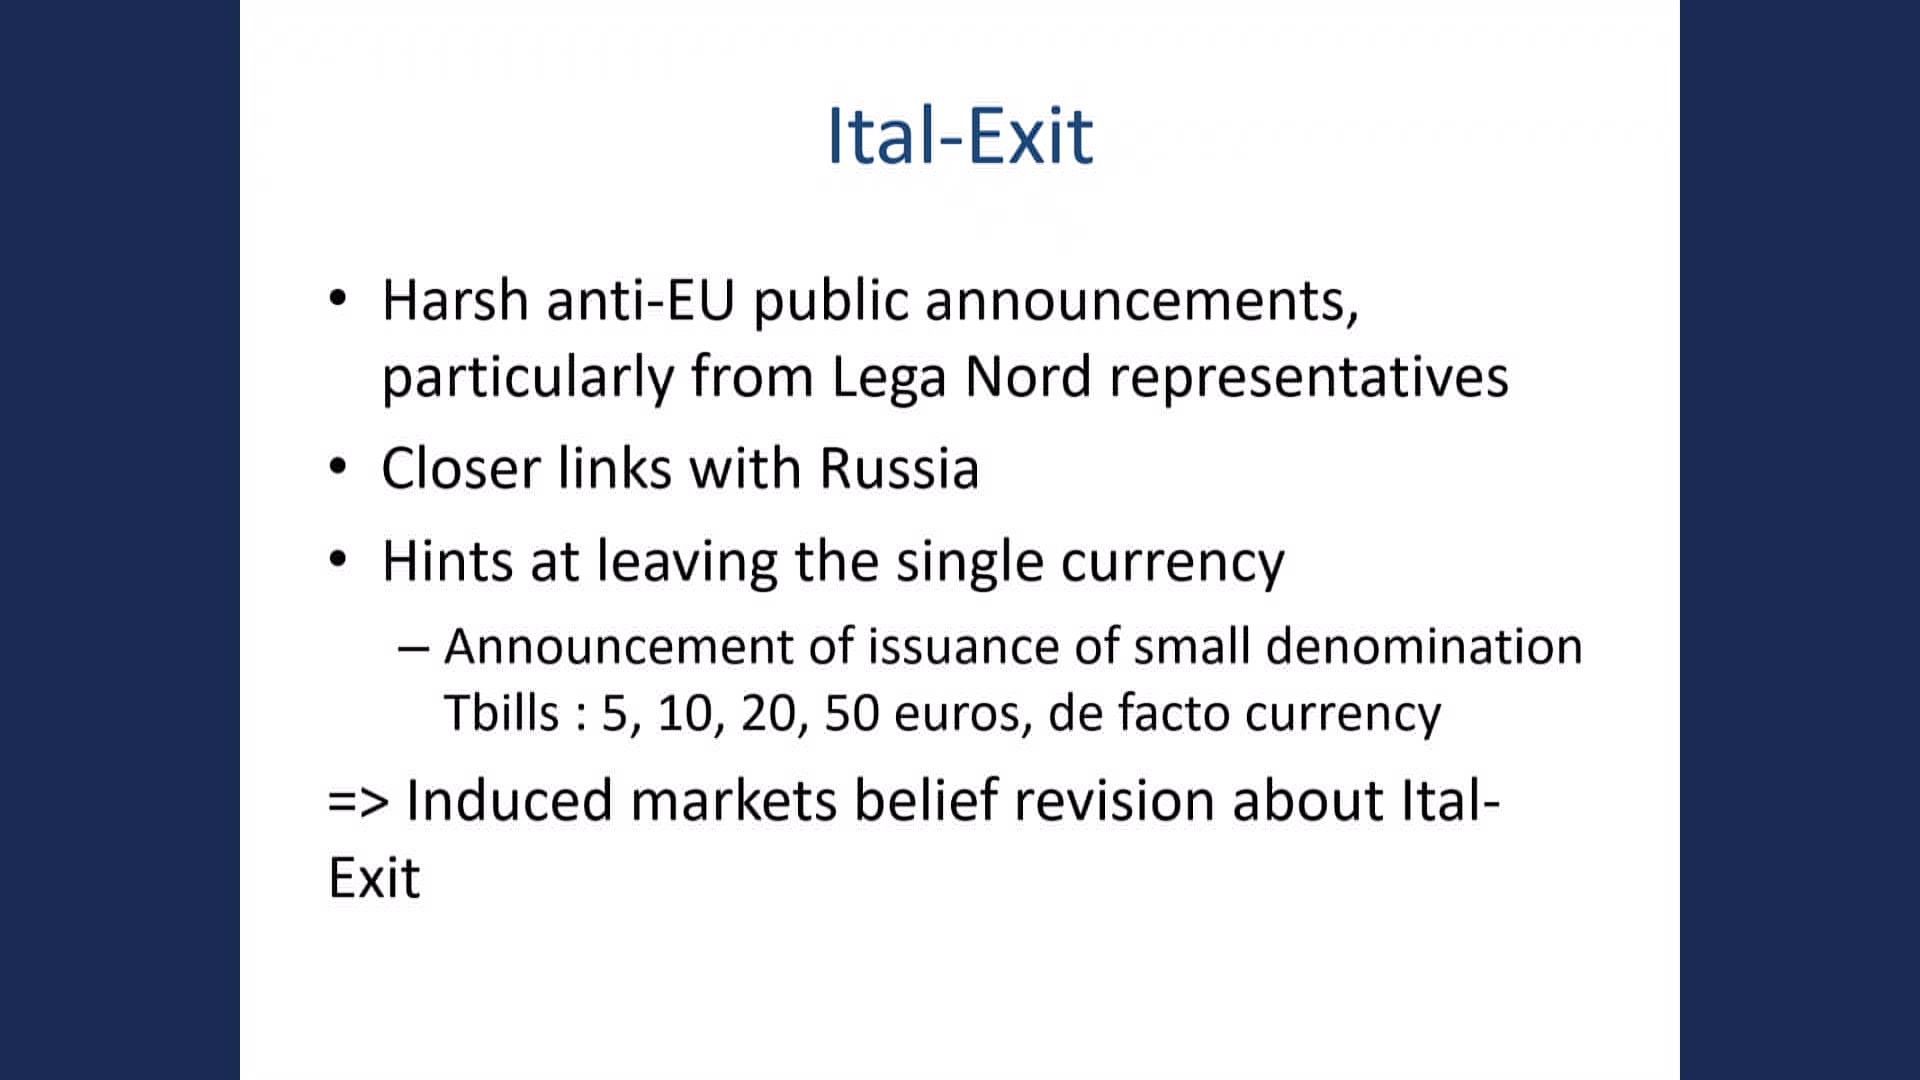 Ital-Exit
• Harsh anti-EU public announcements,
particularly from Lega Nord representatives
• Closer links with Russia
• Hints at leaving the single currency
– Announcement of issuance of small denomination
Tbills : 5, 10, 20, 50 euros, de facto currency
=> Induced markets belief revision about Ital-
Exit